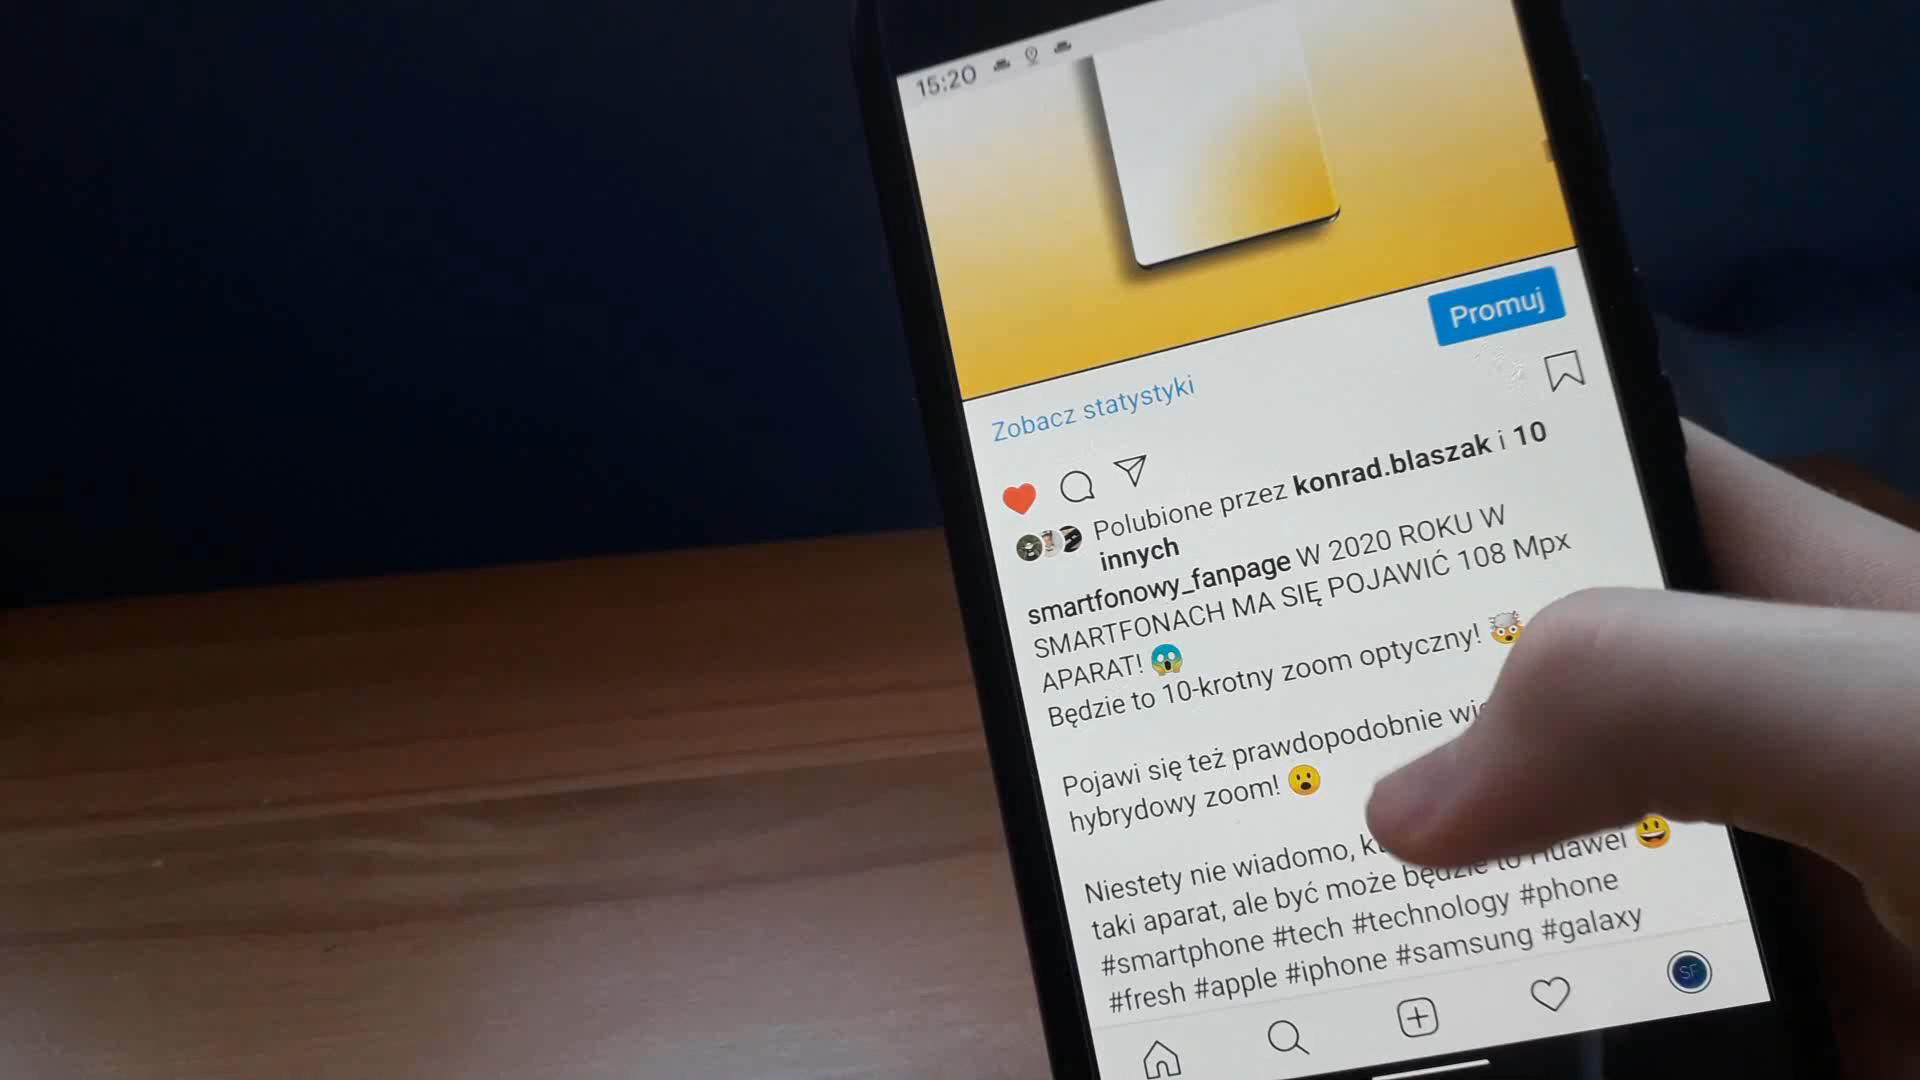 15:20
Promuj
Zobacz statystyki
Polubione przez konrad.blaszak i 10
innych
smartfonowy_fanpage W 2020 ROKU W
SMARTFONACH MA SIĘ POJAWIĆ 108 Mpx
APARAT! 😱
Będzie to 10-krotny zoom optyczny! 🤯
Pojawi się też prawdopodobnie
hybrydowy zoom! 😮
Niestety nie wiadomo,
taki aparat, ale być może będzie to Huawei 😃
#smartphone #tech #technology #phone
#fresh #apple #iphone #samsung #galaxy
SF